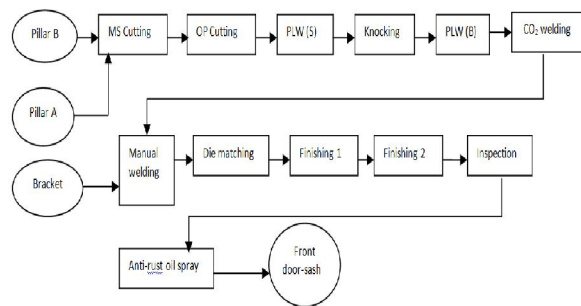 Pillar B
MS Cutting
OP Cutting
PLW (S)
Knocking
PLW (B)
CO₂ welding
Pillar A
Bracket
Manual
welding
Die matching
Finishing 1
Finishing 2
Inspection
Anti-rust oil spray
Front
door-sash